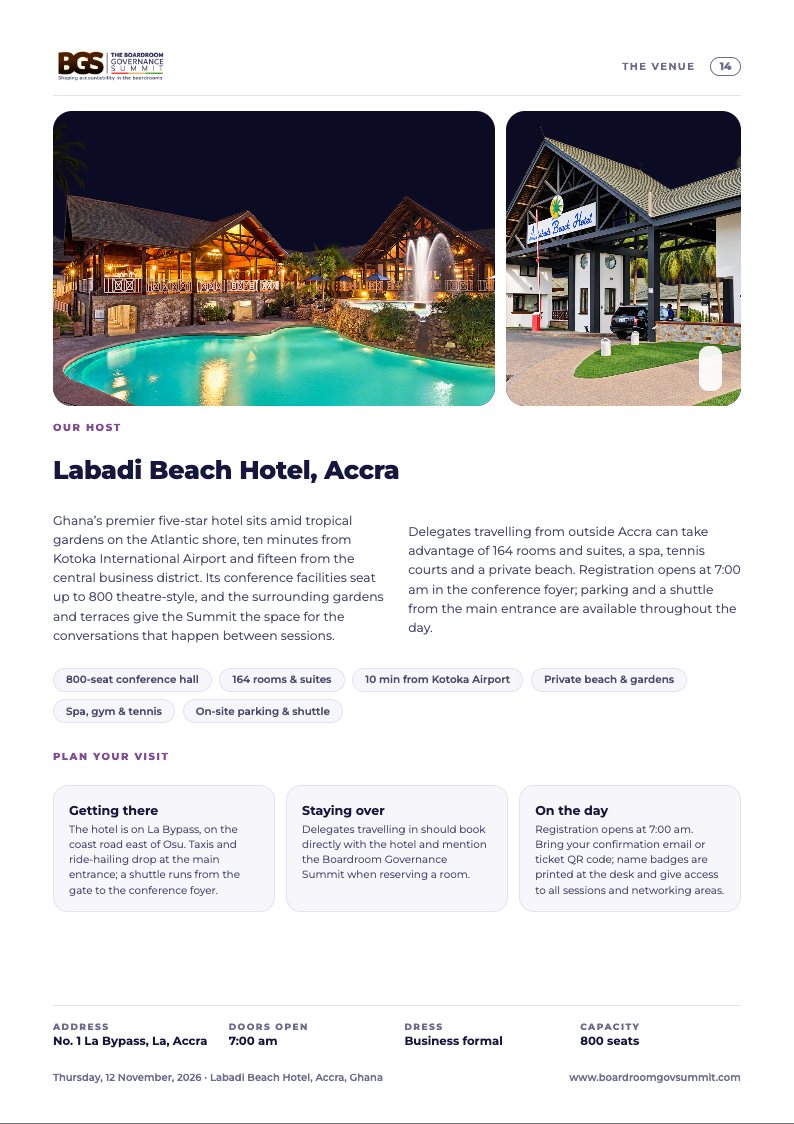 BGS
THE BOARDROOM
GOVERNANCE
SUMMIT
Shaping accountability in the boardrooms
THE VENUE
14
Labadi Beach Hotel
OUR HOST
Labadi Beach Hotel, Accra
Ghana’s premier five-star hotel sits amid tropical
gardens on the Atlantic shore, ten minutes from
Kotoka International Airport and fifteen from the
central business district. Its conference facilities seat
up to 800 theatre-style, and the surrounding gardens
and terraces give the Summit the space for the
conversations that happen between sessions.
Delegates travelling from outside Accra can take
advantage of 164 rooms and suites, a spa, tennis
courts and a private beach. Registration opens at 7:00
am in the conference foyer; parking and a shuttle
from the main entrance are available throughout the
day.
800-seat conference hall
164 rooms & suites
10 min from Kotoka Airport
Private beach & gardens
Spa, gym & tennis
On-site parking & shuttle
PLAN YOUR VISIT
Getting there
The hotel is on La Bypass, on the
coast road east of Osu. Taxis and
ride-hailing drop at the main
entrance; a shuttle runs from the
gate to the conference foyer.
Staying over
Delegates travelling in should book
directly with the hotel and mention
the Boardroom Governance
Summit when reserving a room.
On the day
Registration opens at 7:00 am.
Bring your confirmation email or
ticket QR code; name badges are
printed at the desk and give access
to all sessions and networking areas.
ADDRESS
No. 1 La Bypass, La, Accra
DOORS OPEN
7:00 am
DRESS
Business formal
CAPACITY
800 seats
Thursday, 12 November, 2026 · Labadi Beach Hotel, Accra, Ghana
www.boardroomgovsummit.com